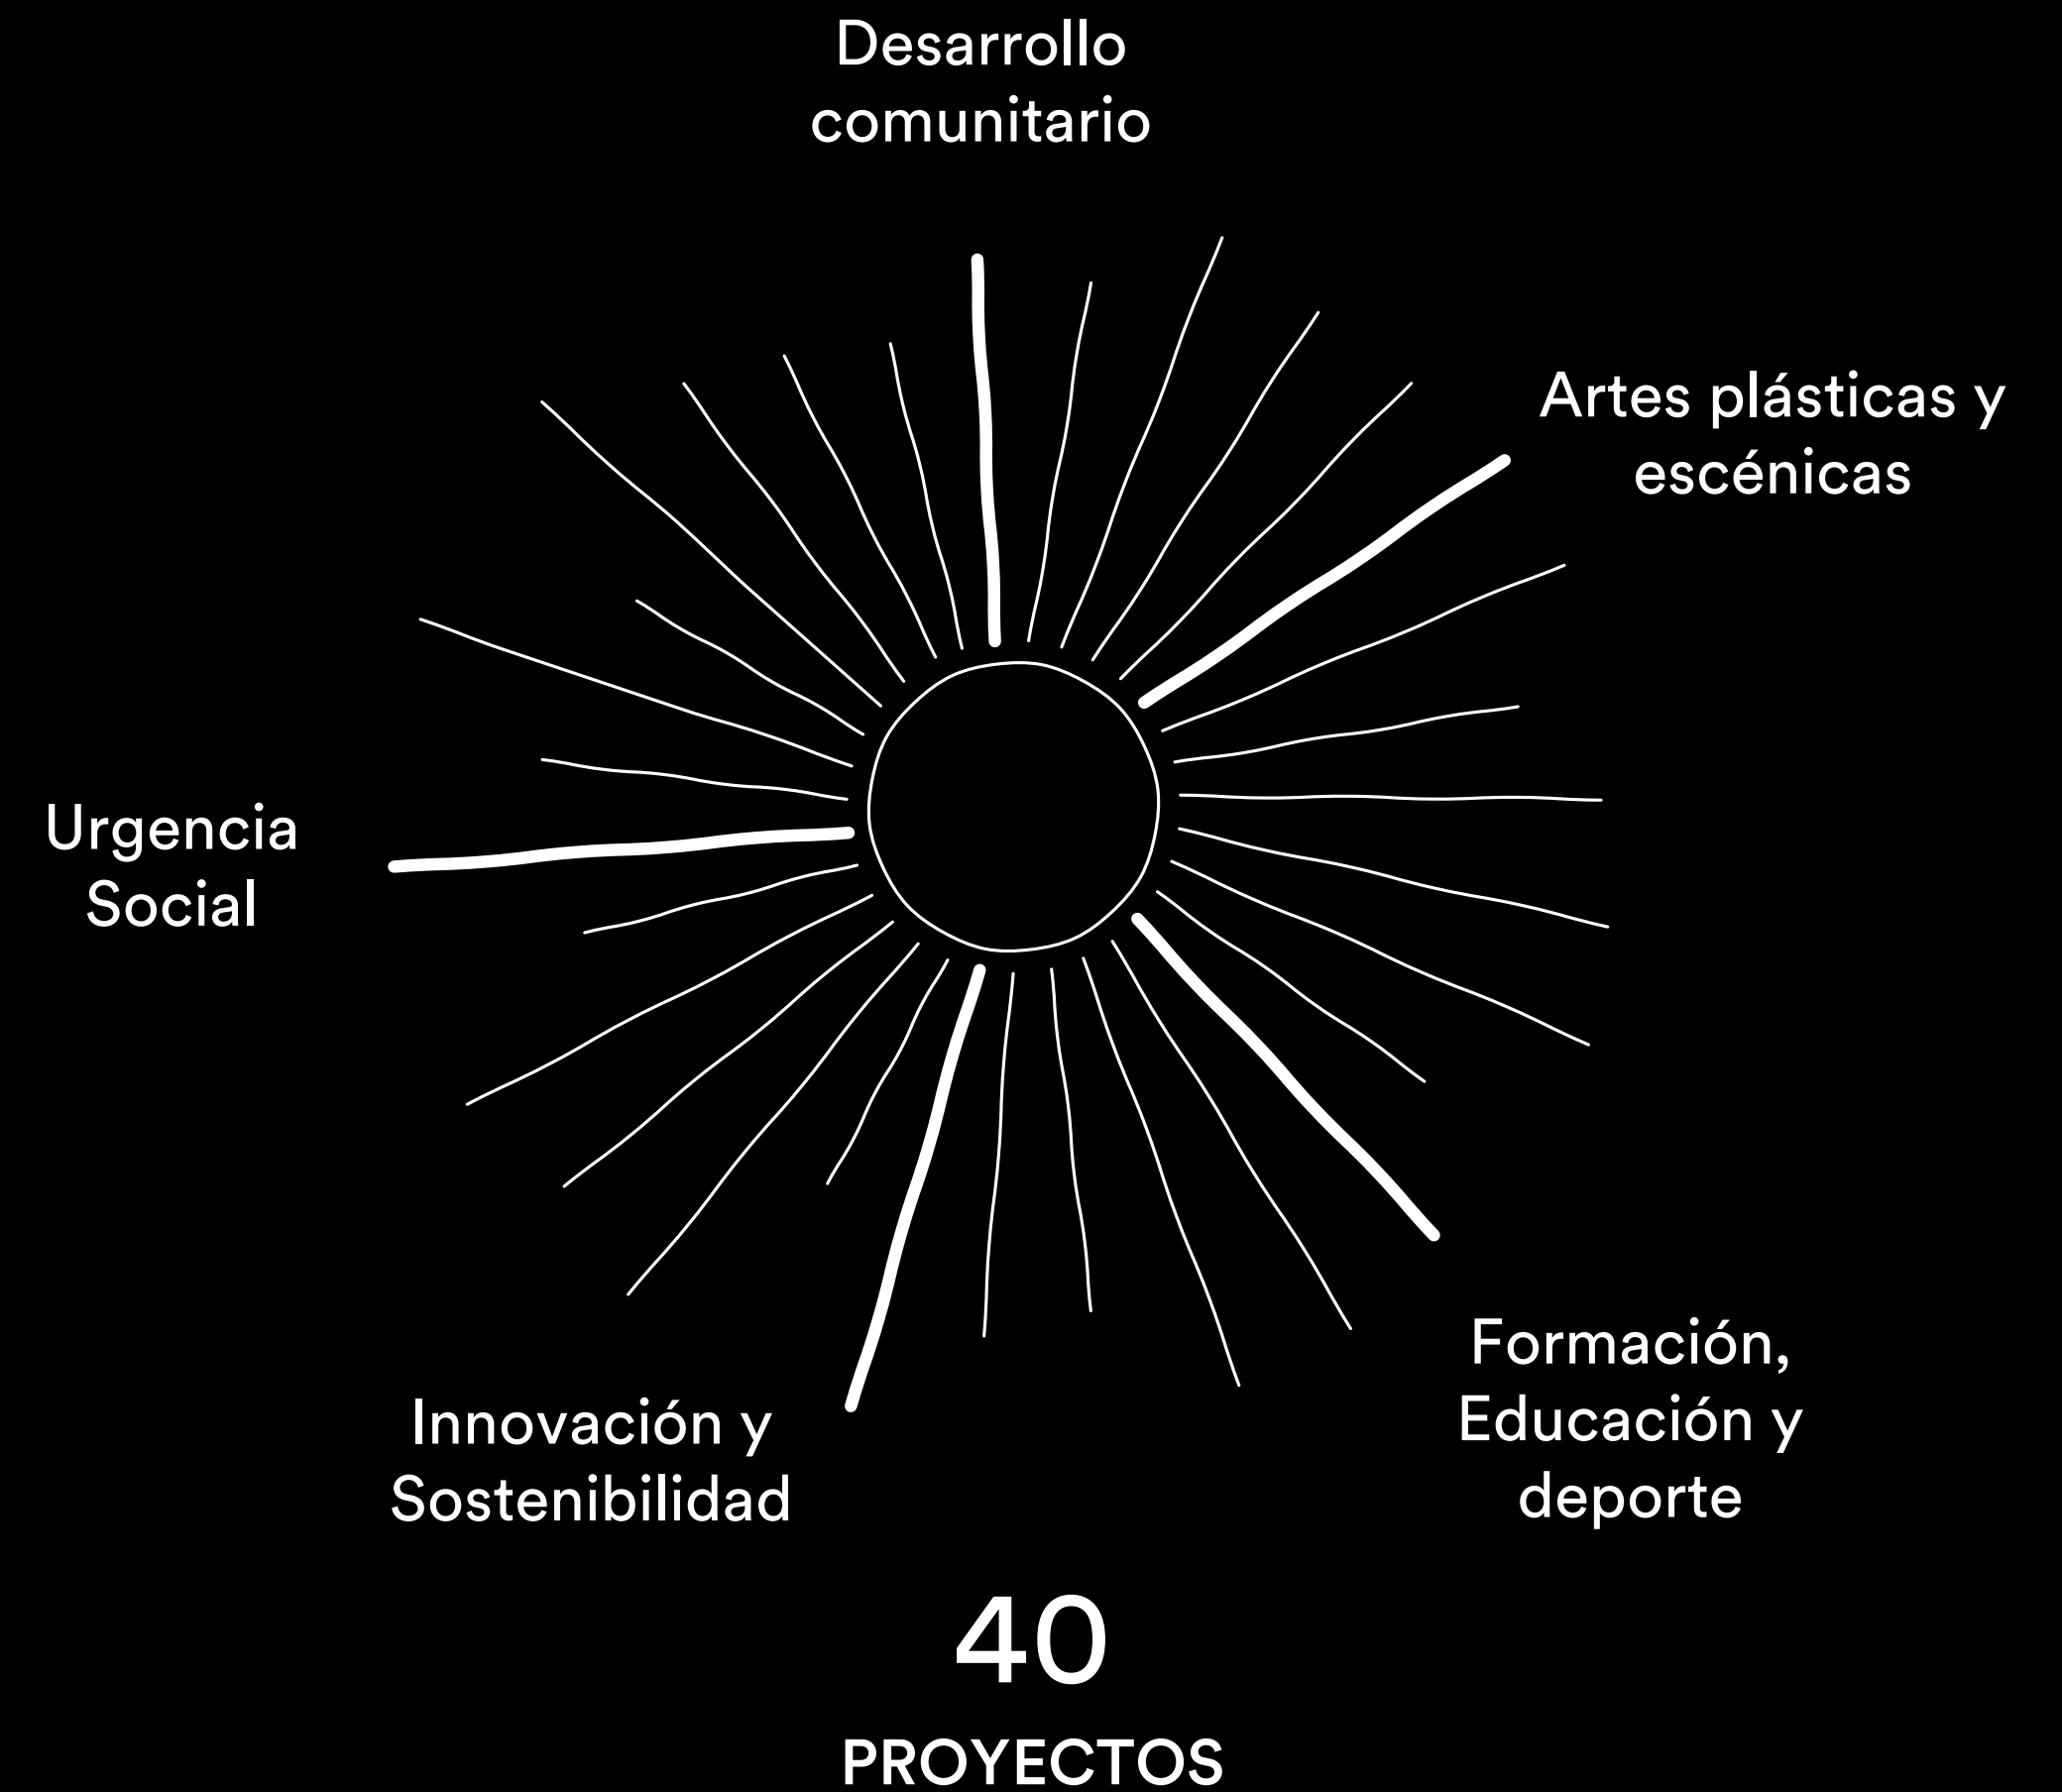 Desarrollo
comunitario
Artes plásticas y
escénicas
Urgencia
Social
Formación,
Educación y
deporte
Innovación y
Sostenibilidad
40
PROYECTOS